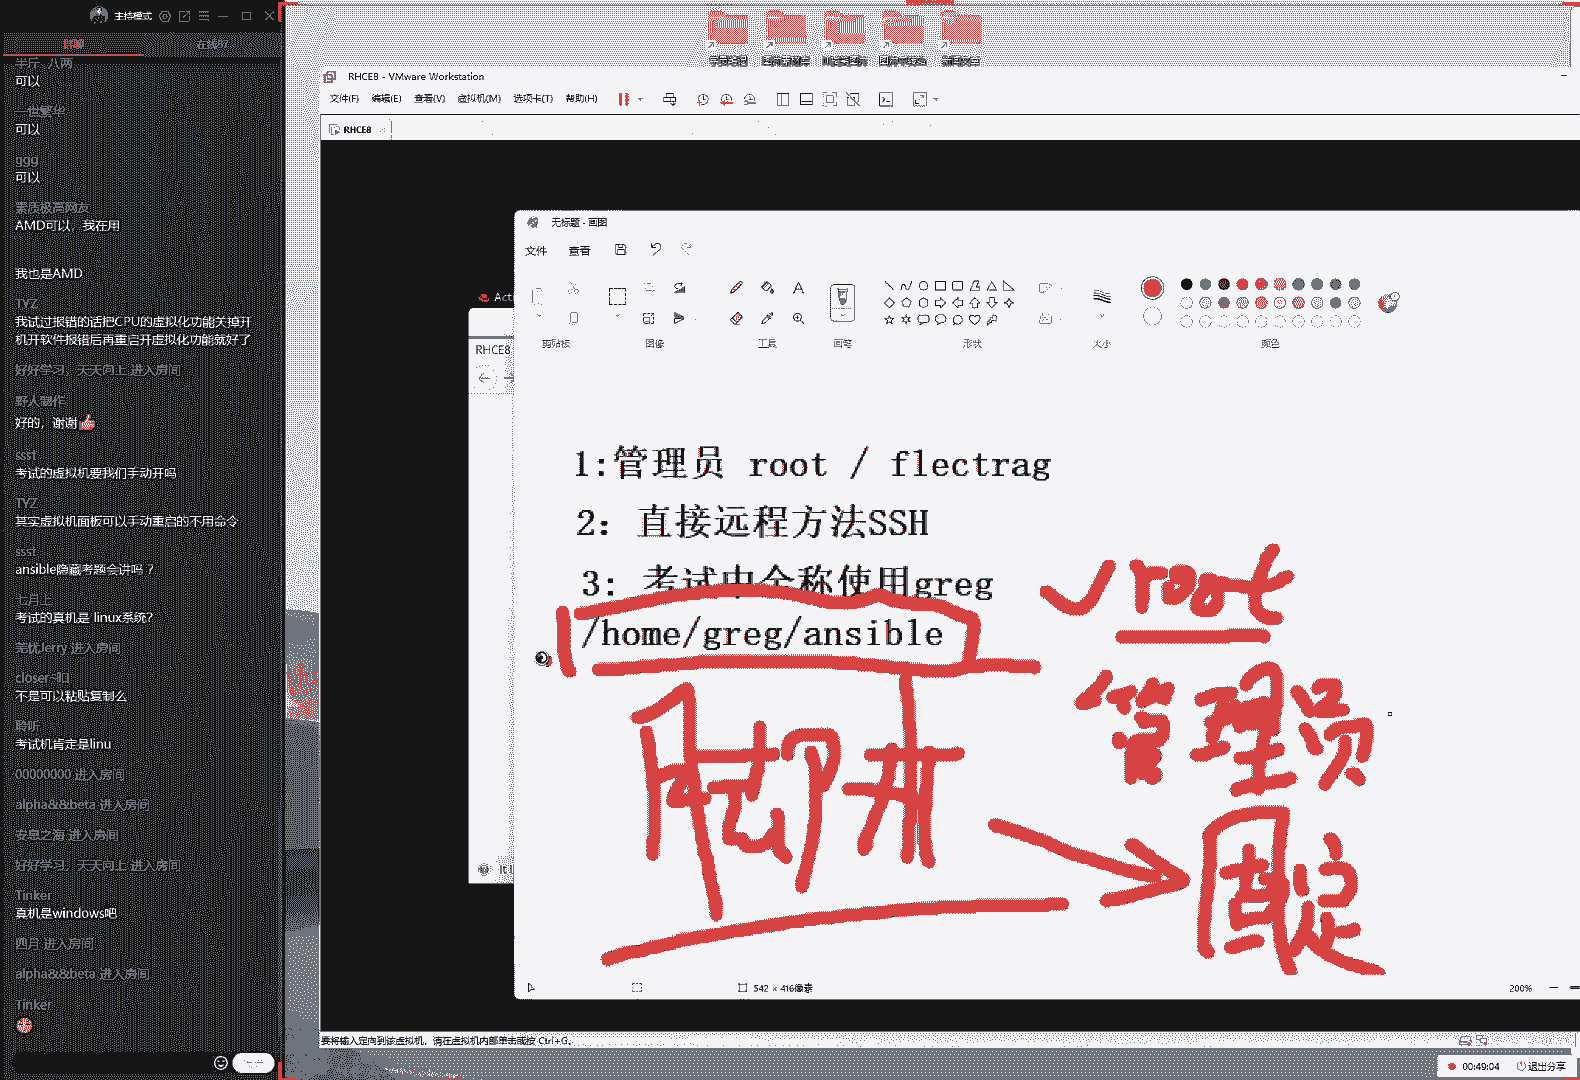 主持模式
半斤 八两
可以
一世繁华
可以
ggg
可以
素质极高网友
AMD可以，我在用
我也是AMD
TYZ
我试过报错的话把CPU的虚拟化功能关掉开
机开软件报错后再重启开虚拟化功能就好了
好好学习，天天向上 进入房间
野人制作
好的，谢谢
ssst
考试的虚拟机要我们手动开吗
TYZ
其实虚拟机面板可以手动重启的不用命令
ssst
ansible隐藏考题会讲吗？
七月上
考试的真机是 linux系统?
无忧Jerry 进入房间
不是可以粘贴复制么
聆听
考试机肯定是linu
00000000 进入房间
alpha&&beta 进入房间
安息之海 进入房间
好好学习，天天向上 进入房间
Tinker
真机是windows吧
四月 进入房间
alpha&&beta 进入房间
Tinker
RHCE8 - VMware Workstation
文件(F) 编辑(E) 查看(V) 虚拟机(M) 选项卡(T) 帮助(H)
RHCE8
Acti
RHCE8
无标题 - 画图
文件 查看
剪贴板 图像 工具 画笔 形状 大小 颜色
1:管理员 root / flectrag
2: 直接远程方法SSH
3: 考试中全称使用greg
/home/greg/ansible
root
管理员
脚本
固定
542 × 416像素
200%
要将输入定向到该虚拟机，请在虚拟机内部单击或按 Ctrl+G。
00:49:04 退出分享